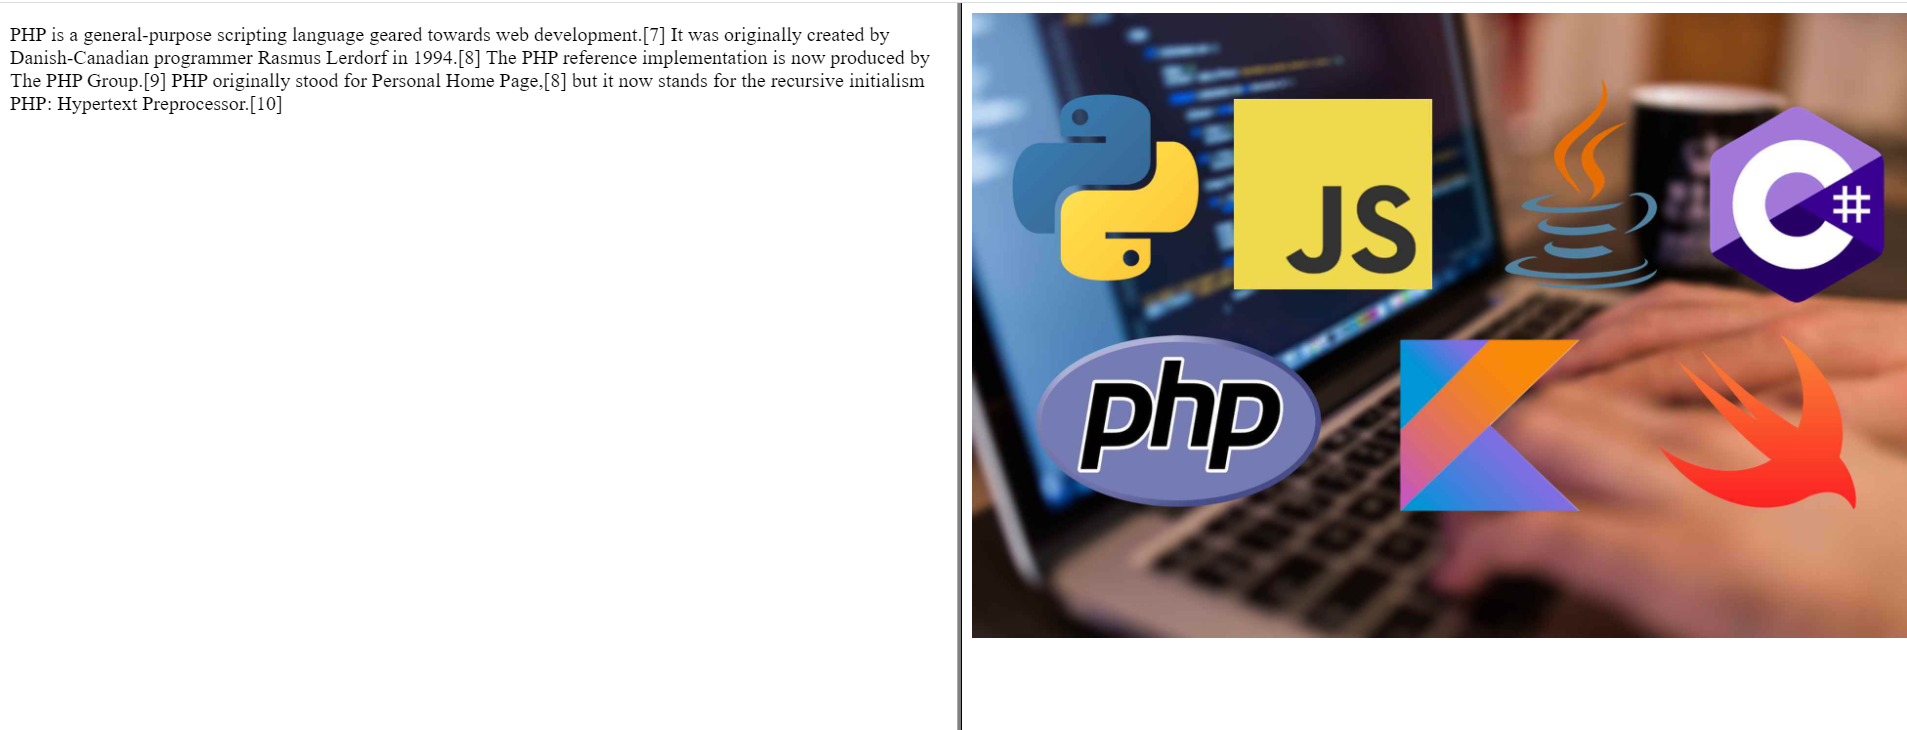 PHP is a general-purpose scripting language geared towards web development.[7] It was originally created by
Danish-Canadian programmer Rasmus Lerdorf in 1994.[8] The PHP reference implementation is now produced by
The PHP Group.[9] PHP originally stood for Personal Home Page,[8] but it now stands for the recursive initialism
PHP: Hypertext Preprocessor.[10]
JS
C#
php